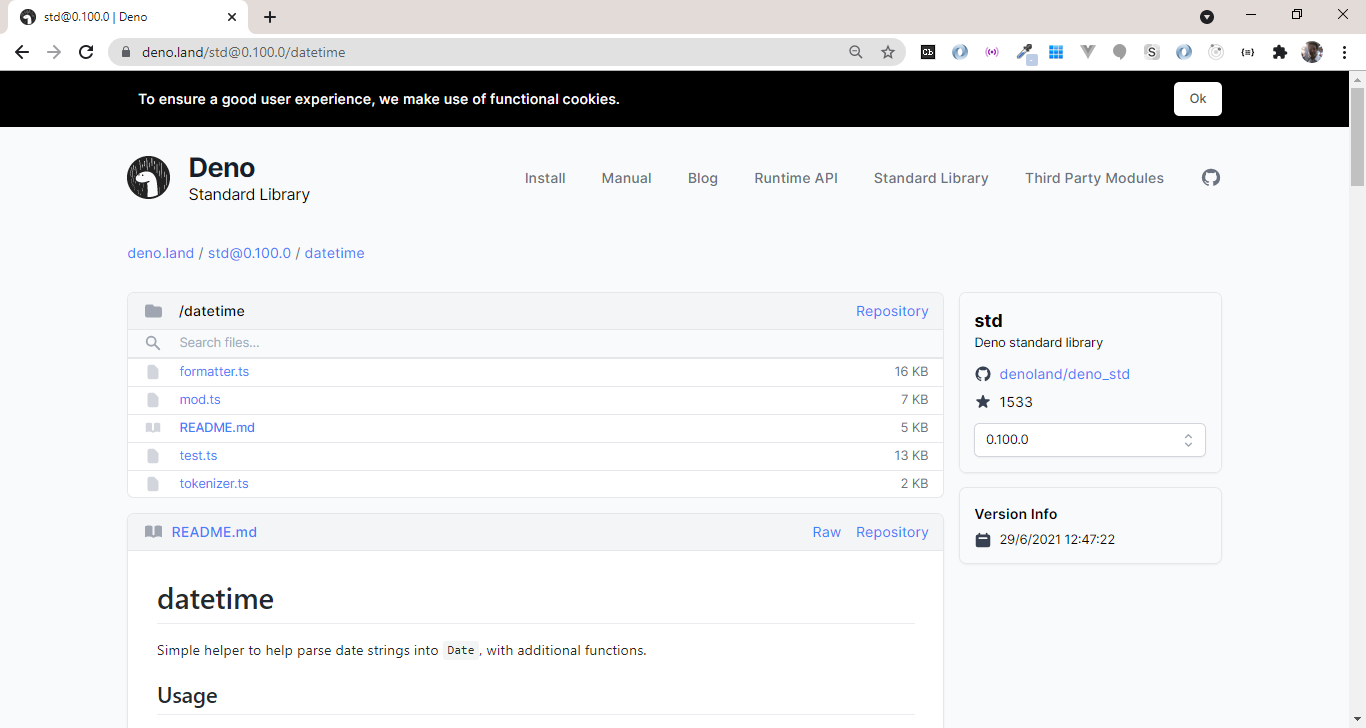 std@0.100.0 | Deno
deno.land/std@0.100.0/datetime
To ensure a good user experience, we make use of functional cookies.
Ok
Deno
Standard Library
Install Manual Blog Runtime API Standard Library Third Party Modules
deno.land / std@0.100.0 / datetime
/datetime Repository
Search files...
formatter.ts 16 KB
mod.ts 7 KB
README.md 5 KB
test.ts 13 KB
tokenizer.ts 2 KB
README.md Raw Repository
datetime
Simple helper to help parse date strings into Date, with additional functions.
Usage
std
Deno standard library
denoland/deno_std
1533
0.100.0
Version Info
29/6/2021 12:47:22